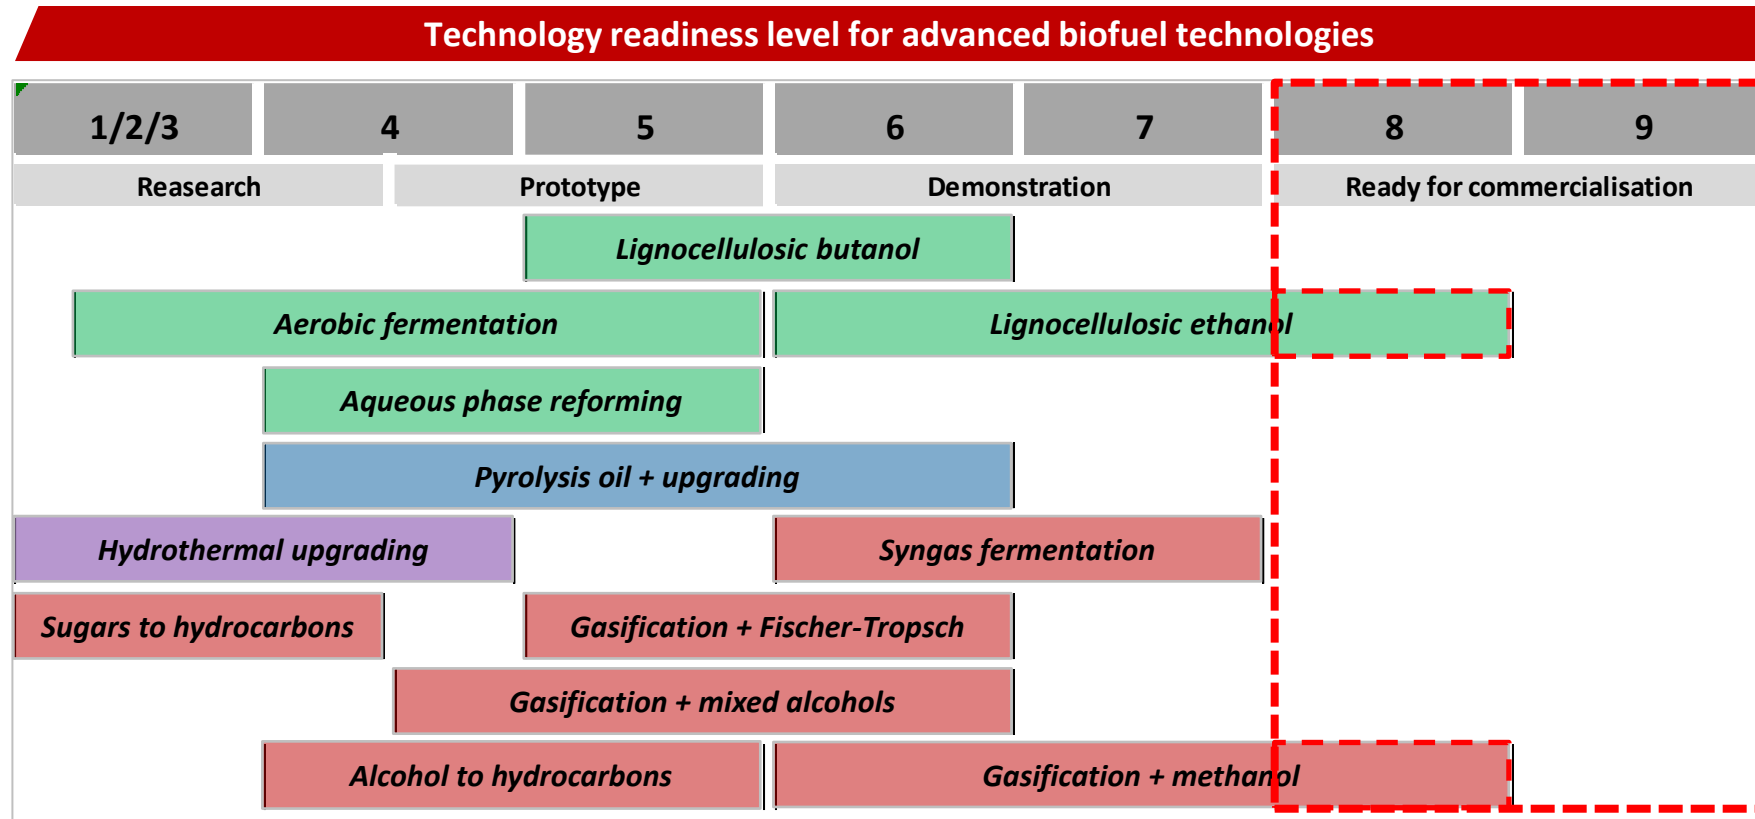 Technology readiness level for advanced biofuel technologies
1/2/3 4 5 6 7 8 9
Reasearch Prototype Demonstration Ready for commercialisation
Lignocellulosic butanol
Aerobic fermentation Lignocellulosic ethanol
Aqueous phase reforming
Pyrolysis oil + upgrading
Hydrothermal upgrading Syngas fermentation
Sugars to hydrocarbons Gasification + Fischer-Tropsch
Gasification + mixed alcohols
Alcohol to hydrocarbons Gasification + methanol